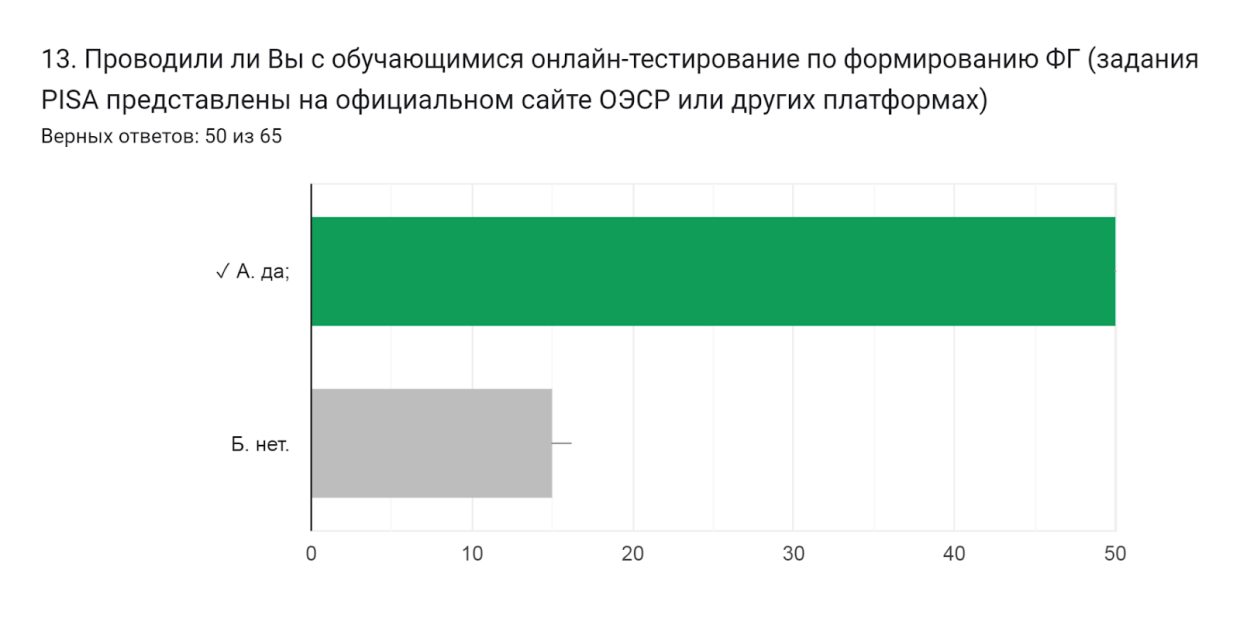 13. Проводили ли Вы с обучающимися онлайн-тестирование по формированию ФГ (задания
PISA представлены на официальном сайте ОЭСР или других платформах)
Верных ответов: 50 из 65
✓ А. да;
Б. нет.
0 10 20 30 40 50